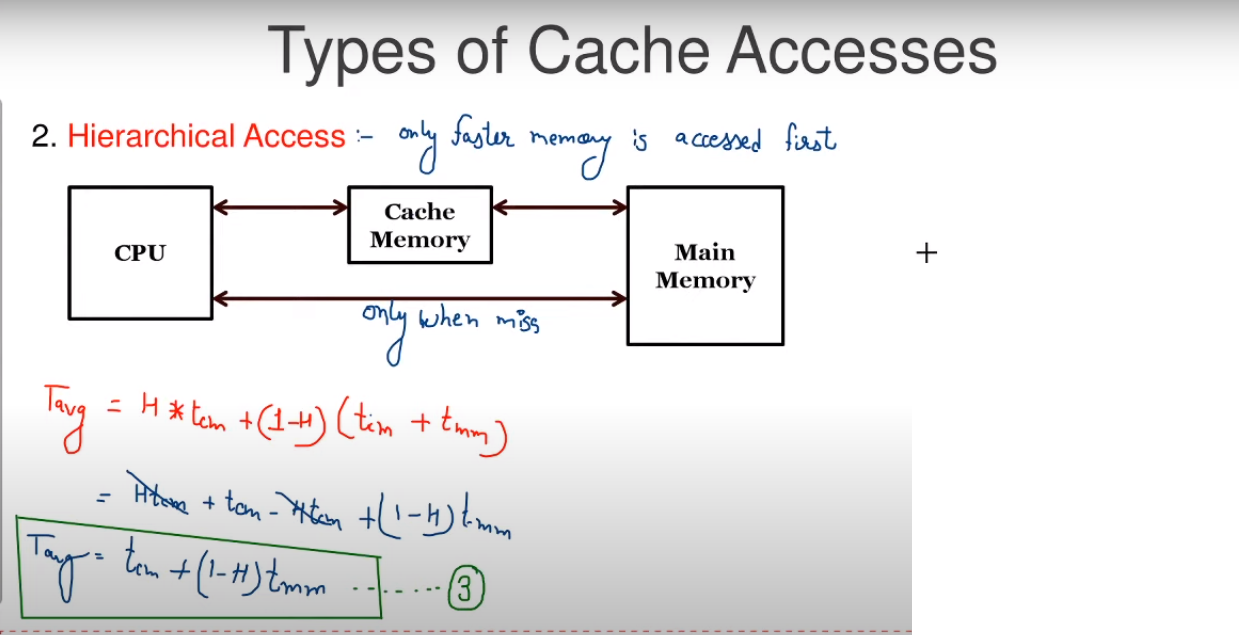 Types of Cache Accesses
2. Hierarchical Access :- only faster memory is accessed first
CPU
Cache
Memory
Main
Memory
only when miss
Tavg = H * tcm + (1-H) (tcm + tmm)
= Htcm + tcm - Htcm + (1-H) tmm
Tavg = tcm + (1-H) tmm ........ 3